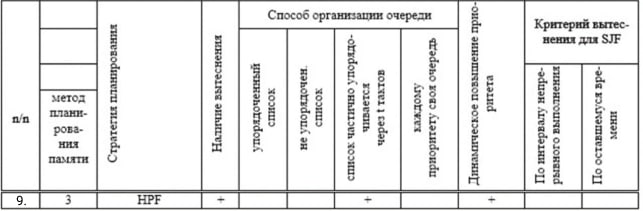 n/n
метод
плани-
рова-
ния
памяти
Стратегия планирования
Наличие вытеснения
Способ организации очереди
упорядоченный
список
не упорядочен.
список
список частично упорядо-
чивается
через t тактов
каждому
приоритету своя очередь
Динамическое повышение прио-
ритета
Критерий вытес-
нения для SJF
По интервалу непре-
рывного выполнения
По оставшемуся вре-
мени
9. 3 HPF + + +